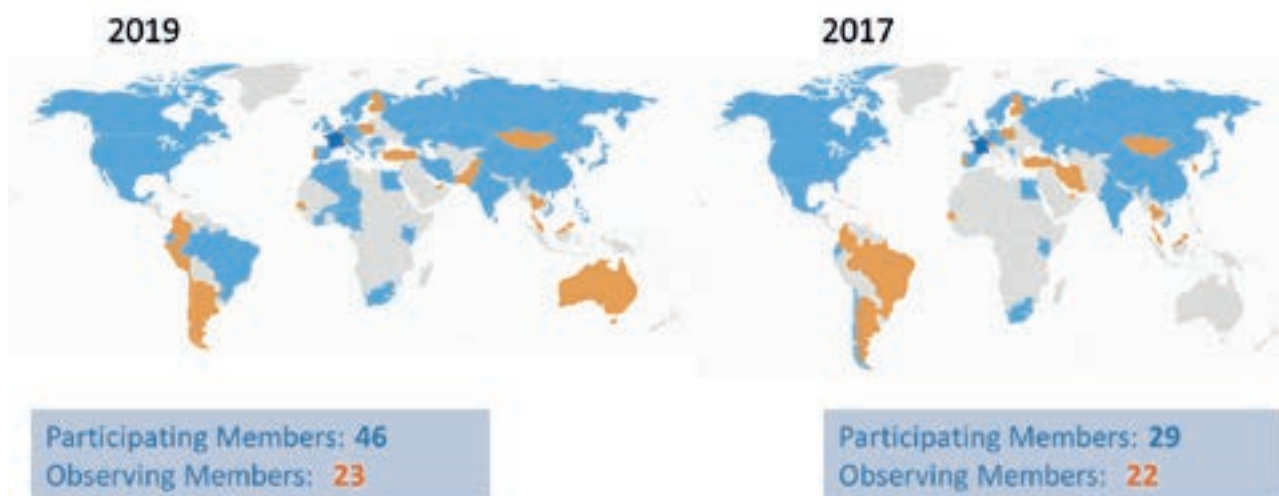 2019
2017
Participating Members: 46
Observing Members: 23
Participating Members: 29
Observing Members: 22